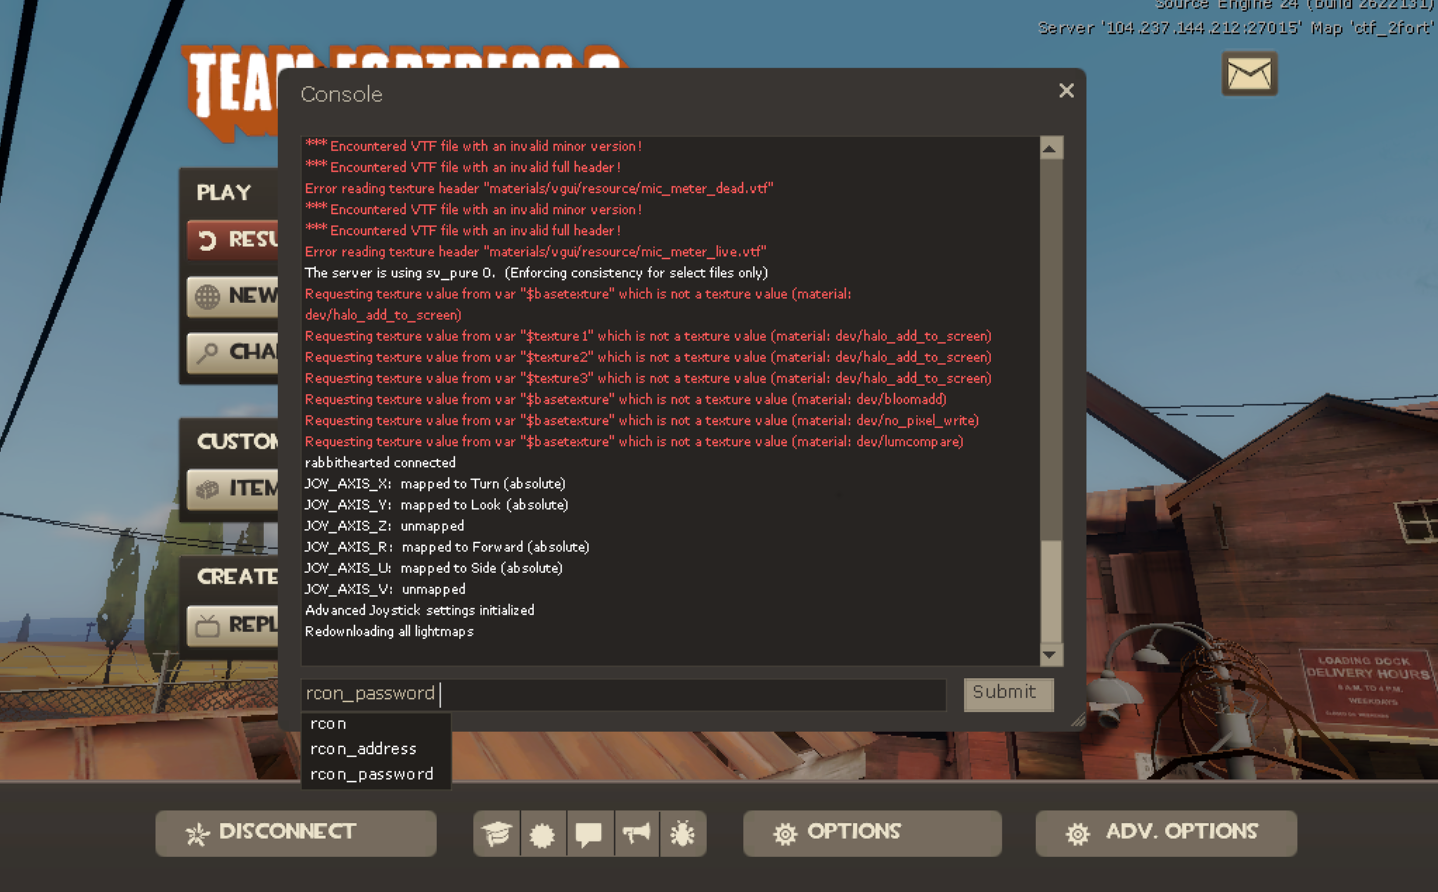 Source Engine 24 (build 2622131)
Server '104.237.144.212:27015' Map 'ctf_2fort'
TEAM FORTRESS 2
Console
**** Encountered VTF file with an invalid minor version!
**** Encountered VTF file with an invalid full header!
Error reading texture header "materials/vgui/resource/mic_meter_dead.vtf"
**** Encountered VTF file with an invalid minor version!
**** Encountered VTF file with an invalid full header!
Error reading texture header "materials/vgui/resource/mic_meter_live.vtf"
The server is using sv_pure 0.  (Enforcing consistency for select files only)
Requesting texture value from var "$basetexture" which is not a texture value (material:
dev/halo_add_to_screen)
Requesting texture value from var "$texture1" which is not a texture value (material: dev/halo_add_to_screen)
Requesting texture value from var "$texture2" which is not a texture value (material: dev/halo_add_to_screen)
Requesting texture value from var "$texture3" which is not a texture value (material: dev/halo_add_to_screen)
Requesting texture value from var "$basetexture" which is not a texture value (material: dev/bloomadd)
Requesting texture value from var "$basetexture" which is not a texture value (material: dev/no_pixel_write)
Requesting texture value from var "$basetexture" which is not a texture value (material: dev/lumcompare)
rabbithearted connected
JOY_AXIS_X:  mapped to Turn (absolute)
JOY_AXIS_Y:  mapped to Look (absolute)
JOY_AXIS_Z:  unmapped
JOY_AXIS_R:  mapped to Forward (absolute)
JOY_AXIS_U:  mapped to Side (absolute)
JOY_AXIS_V:  unmapped
Advanced Joystick settings initialized
Redownloading all lightmaps
rcon_password
Submit
rcon
rcon_address
rcon_password
PLAY
RESU
NEW
CHA
CUSTOM
ITEM
CREATE
REPL
LOADING DOCK
DELIVERY HOURS
8 A.M. TO 4 P.M.
WEEKDAYS
DISCONNECT
OPTIONS
ADV. OPTIONS